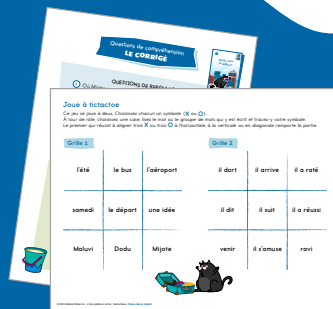 Questions de compréhension
LE CORRIGÉ
Joue à tictactoe
Ce jeu se joue à deux. Choisissez chacun un symbole (X ou O).
À tour de rôle, choisissez une case, lisez le mot ou le groupe de mots qui y est écrit et tracez-y votre symbole.
Le premier qui réussit à aligner trois X ou trois O à l'horizontale, à la verticale ou en diagonale remporte la partie.
Grille 1
l'été le bus l'aéroport
samedi le départ une idée
Maluvi Dodu Mijote
Grille 2
il dort il arrive il a raté
il dit il suit il a réussi
venir il s'amuse ravi